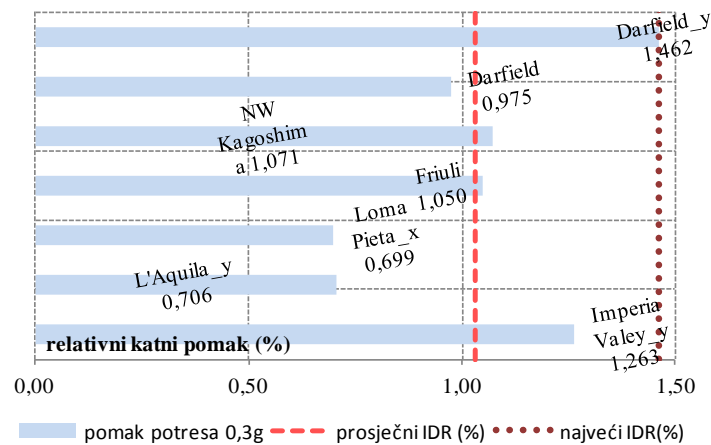 Darfield_y
1,462
Darfield
0,975
NW
Kagoshim
a 1,071
Friuli
1,050
Loma
Pieta_x
0,699
L'Aquila_y
0,706
Imperia
Valey_y
1,263
relativni katni pomak (%)
0,00 0,50 1,00 1,50
pomak potresa 0,3g prosječni IDR (%) najveći IDR(%)